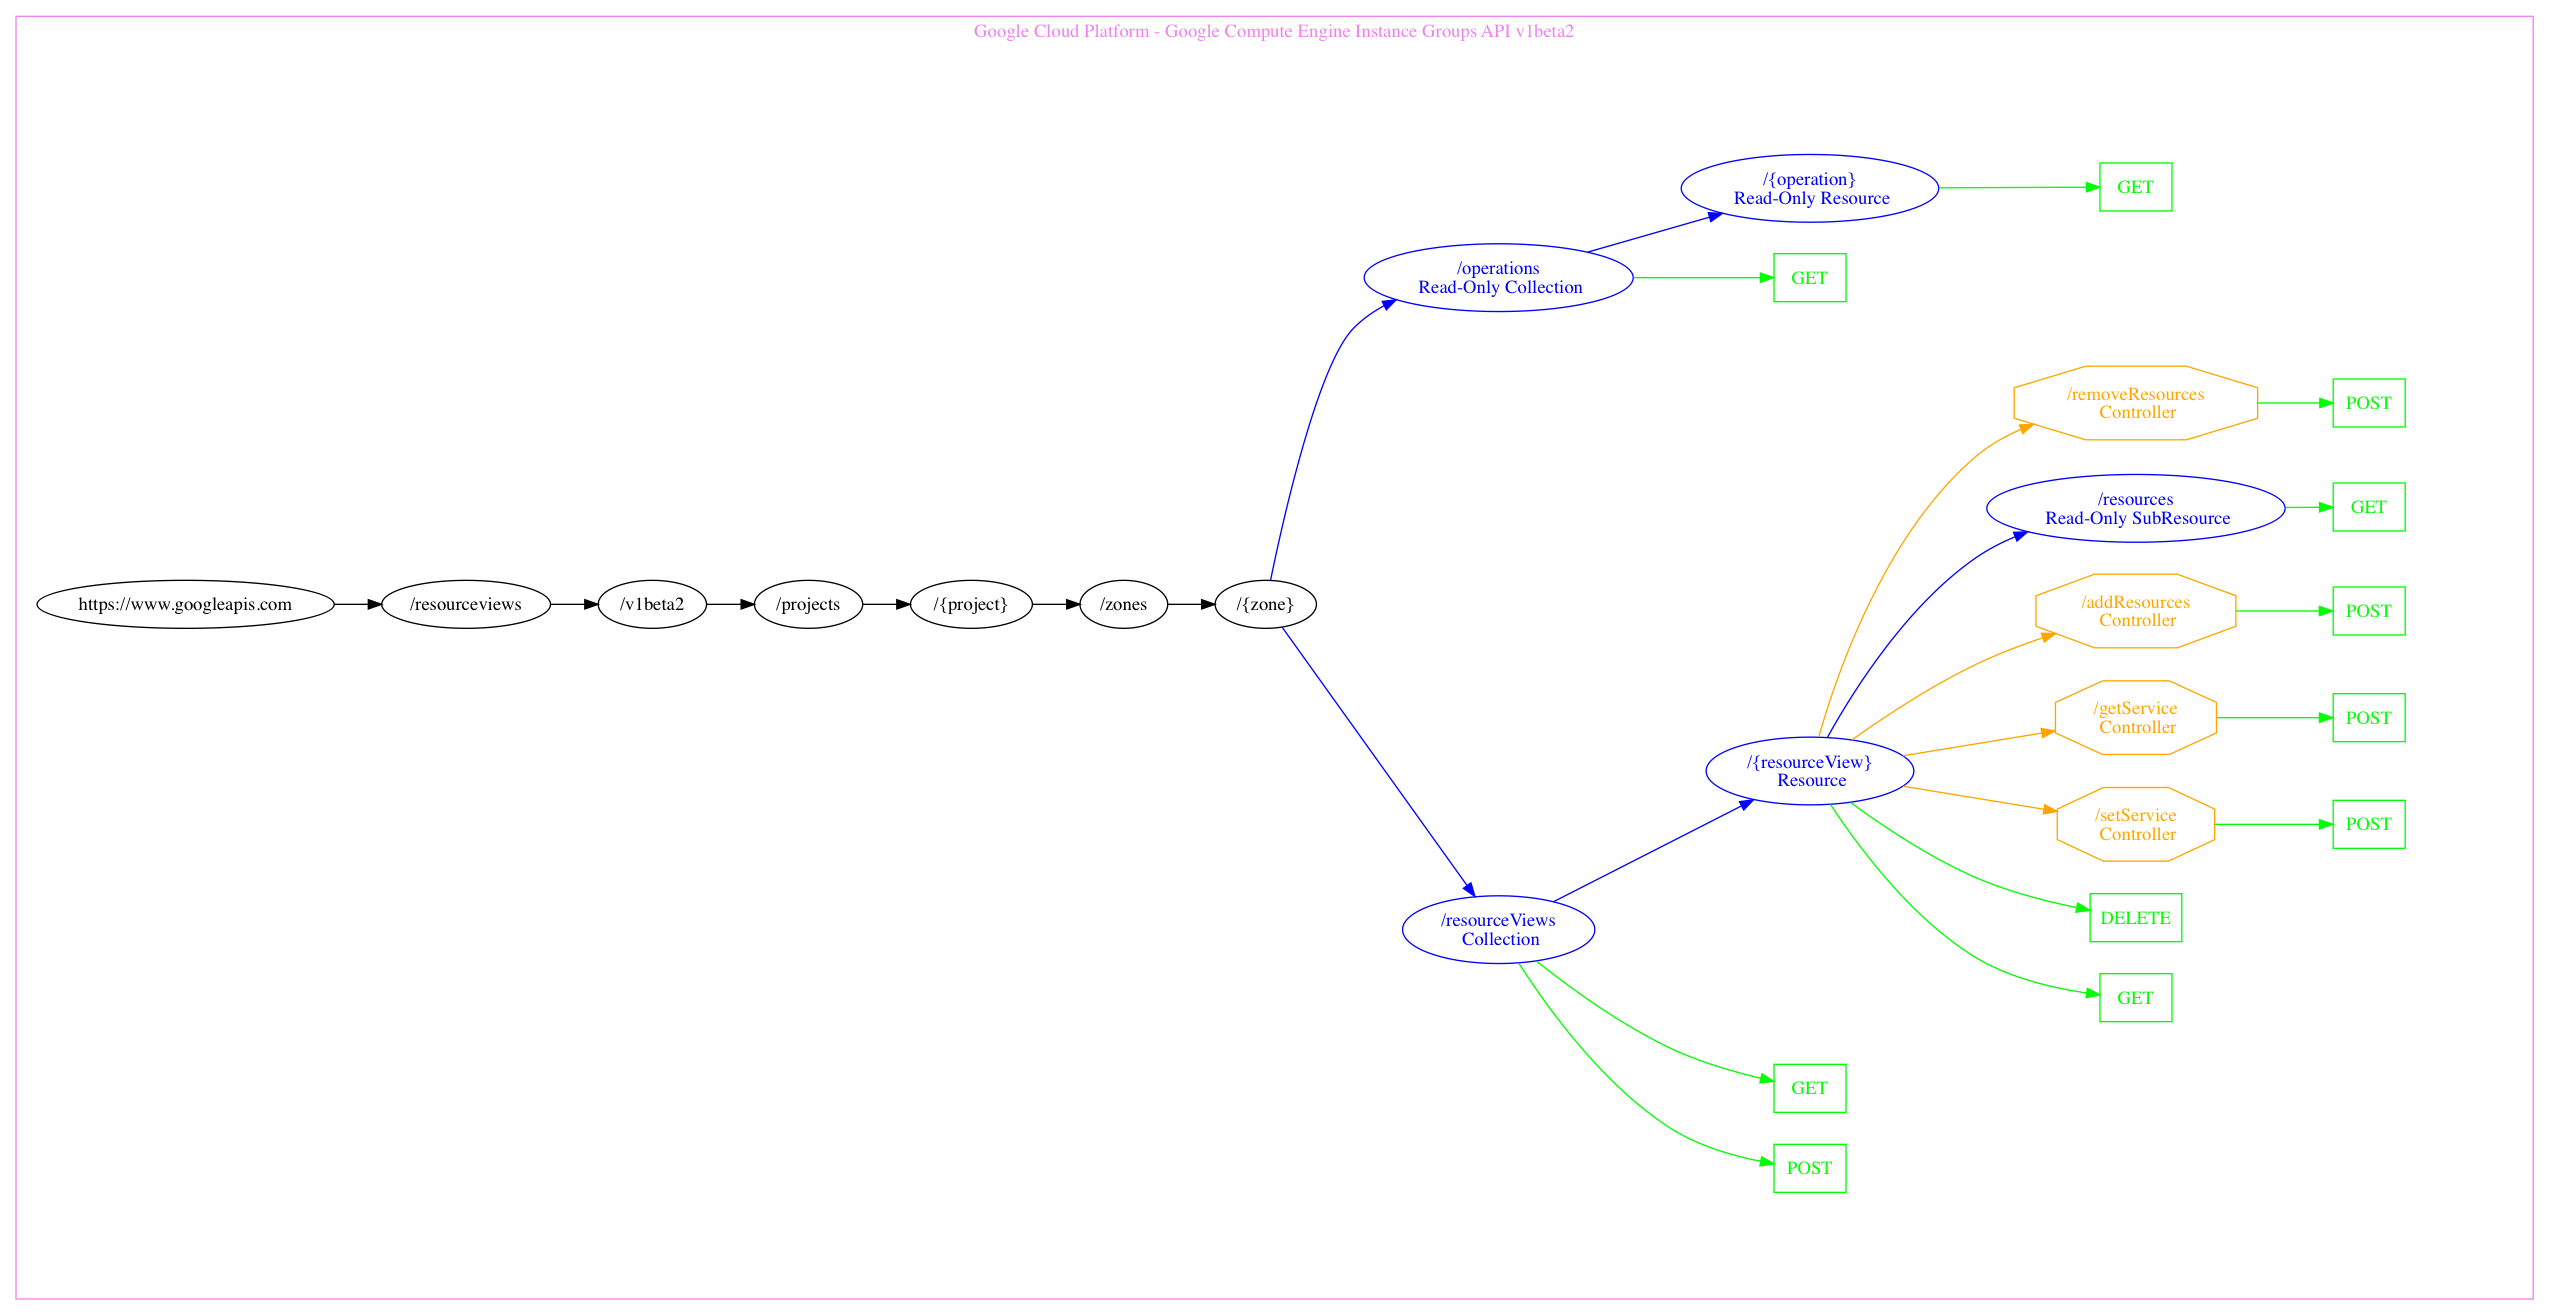 Google Cloud Platform - Google Compute Engine Instance Groups API v1beta2
/{operation}
Read-Only Resource
GET
/operations
Read-Only Collection
GET
/removeResources
Controller
POST
/resources
Read-Only SubResource
GET
https://www.googleapis.com
/resourceviews
/v1beta2
/projects
/{project}
/zones
/{zone}
/addResources
Controller
POST
/getService
Controller
POST
/{resourceView}
Resource
/setService
Controller
POST
DELETE
/resourceViews
Collection
GET
GET
POST